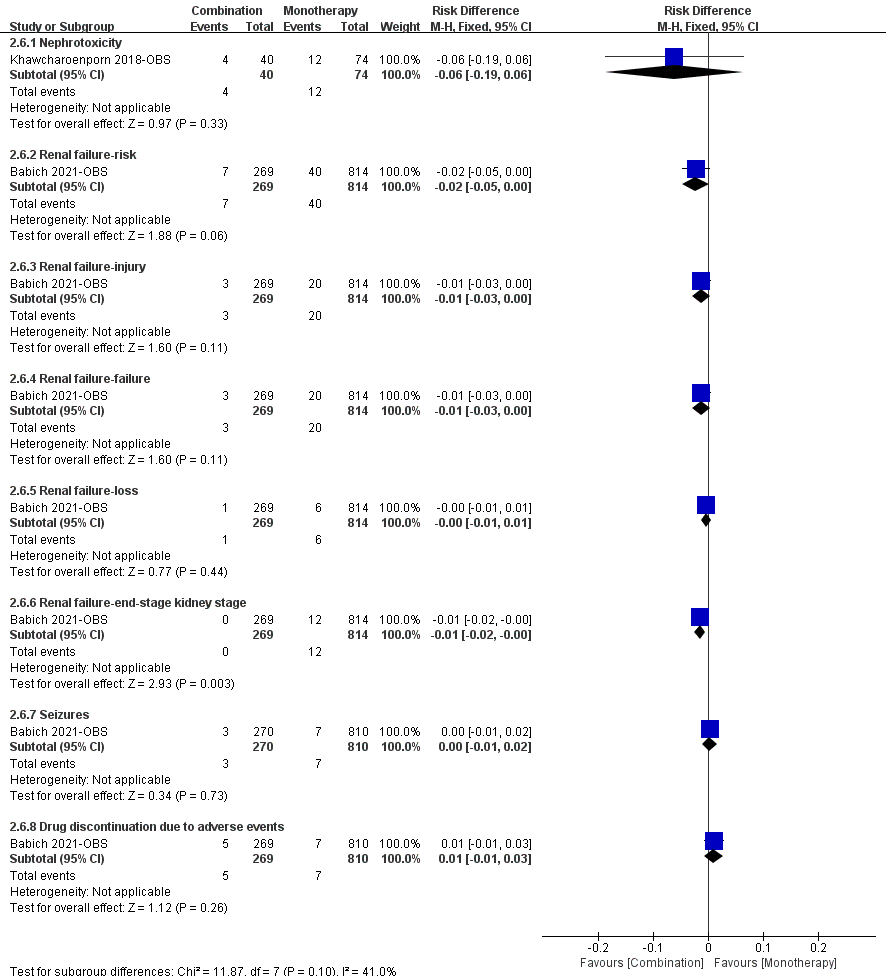 Combination Monotherapy Risk Difference Risk Difference
Study or Subgroup Events Total Events Total Weight M-H, Fixed, 95% CI M-H, Fixed, 95% CI
2.6.1 Nephrotoxicity
Khawcharoenporn 2018-OBS 4 40 12 74 100.0% -0.06 [-0.19, 0.06]
Subtotal (95% CI) 40 74 100.0% -0.06 [-0.19, 0.06]
Total events 4 12
Heterogeneity: Not applicable
Test for overall effect: Z = 0.97 (P = 0.33)
2.6.2 Renal failure-risk
Babich 2021-OBS 7 269 40 814 100.0% -0.02 [-0.05, 0.00]
Subtotal (95% CI) 269 814 100.0% -0.02 [-0.05, 0.00]
Total events 7 40
Heterogeneity: Not applicable
Test for overall effect: Z = 1.88 (P = 0.06)
2.6.3 Renal failure-injury
Babich 2021-OBS 3 269 20 814 100.0% -0.01 [-0.03, 0.00]
Subtotal (95% CI) 269 814 100.0% -0.01 [-0.03, 0.00]
Total events 3 20
Heterogeneity: Not applicable
Test for overall effect: Z = 1.60 (P = 0.11)
2.6.4 Renal failure-failure
Babich 2021-OBS 3 269 20 814 100.0% -0.01 [-0.03, 0.00]
Subtotal (95% CI) 269 814 100.0% -0.01 [-0.03, 0.00]
Total events 3 20
Heterogeneity: Not applicable
Test for overall effect: Z = 1.60 (P = 0.11)
2.6.5 Renal failure-loss
Babich 2021-OBS 1 269 6 814 100.0% -0.00 [-0.01, 0.01]
Subtotal (95% CI) 269 814 100.0% -0.00 [-0.01, 0.01]
Total events 1 6
Heterogeneity: Not applicable
Test for overall effect: Z = 0.77 (P = 0.44)
2.6.6 Renal failure-end-stage kidney stage
Babich 2021-OBS 0 269 12 814 100.0% -0.01 [-0.02, -0.00]
Subtotal (95% CI) 269 814 100.0% -0.01 [-0.02, -0.00]
Total events 0 12
Heterogeneity: Not applicable
Test for overall effect: Z = 2.93 (P = 0.003)
2.6.7 Seizures
Babich 2021-OBS 3 270 7 810 100.0% 0.00 [-0.01, 0.02]
Subtotal (95% CI) 270 810 100.0% 0.00 [-0.01, 0.02]
Total events 3 7
Heterogeneity: Not applicable
Test for overall effect: Z = 0.34 (P = 0.73)
2.6.8 Drug discontinuation due to adverse events
Babich 2021-OBS 5 269 7 810 100.0% 0.01 [-0.01, 0.03]
Subtotal (95% CI) 269 810 100.0% 0.01 [-0.01, 0.03]
Total events 5 7
Heterogeneity: Not applicable
Test for overall effect: Z = 1.12 (P = 0.26)
-0.2 -0.1 0 0.1 0.2
Favours [Combination] Favours [Monotherapy]
Test for subgroup differences: Chi² = 11.87, df = 7 (P = 0.10), I² = 41.0%